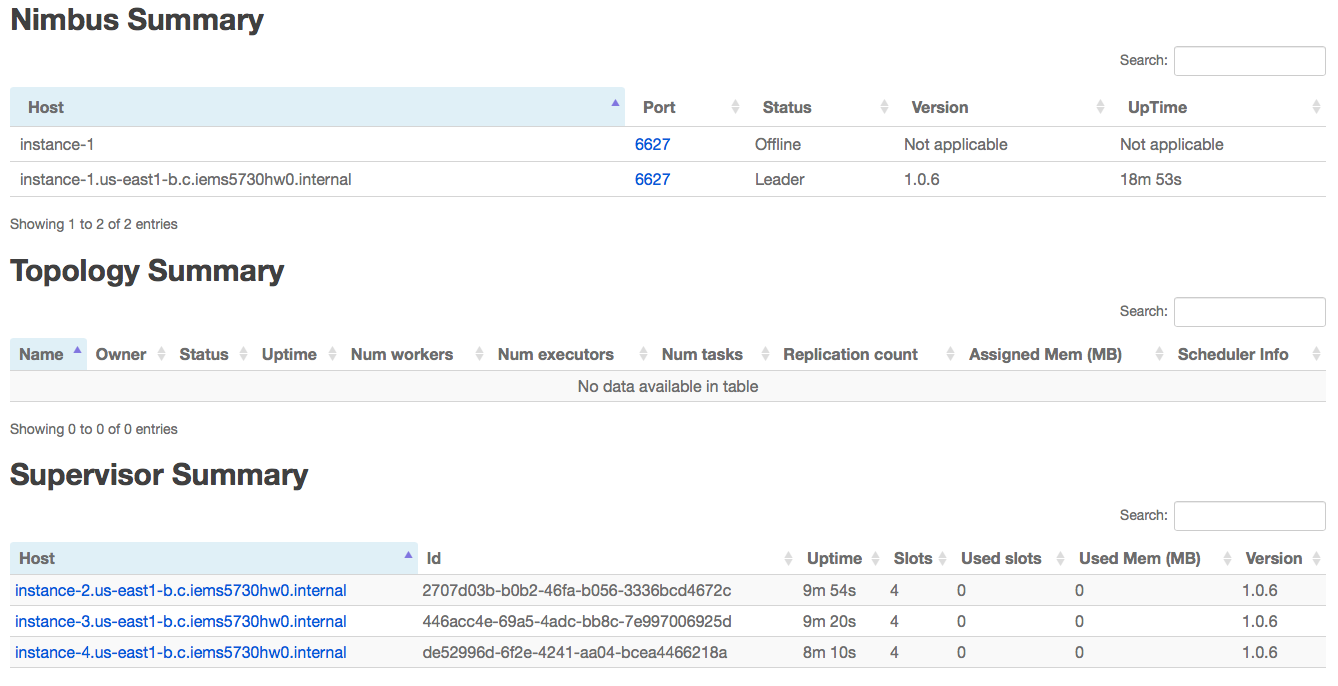 Nimbus Summary
Search:
Host Port Status Version UpTime
instance-1 6627 Offline Not applicable Not applicable
instance-1.us-east1-b.c.iems5730hw0.internal 6627 Leader 1.0.6 18m 53s
Showing 1 to 2 of 2 entries
Topology Summary
Search:
Name Owner Status Uptime Num workers Num executors Num tasks Replication count Assigned Mem (MB) Scheduler Info
No data available in table
Showing 0 to 0 of 0 entries
Supervisor Summary
Search:
Host Id Uptime Slots Used slots Used Mem (MB) Version
instance-2.us-east1-b.c.iems5730hw0.internal 2707d03b-b0b2-46fa-b056-3336bcd4672c 9m 54s 4 0 0 1.0.6
instance-3.us-east1-b.c.iems5730hw0.internal 446acc4e-69a5-4adc-bb8c-7e997006925d 9m 20s 4 0 0 1.0.6
instance-4.us-east1-b.c.iems5730hw0.internal de52996d-6f2e-4241-aa04-bcea4466218a 8m 10s 4 0 0 1.0.6